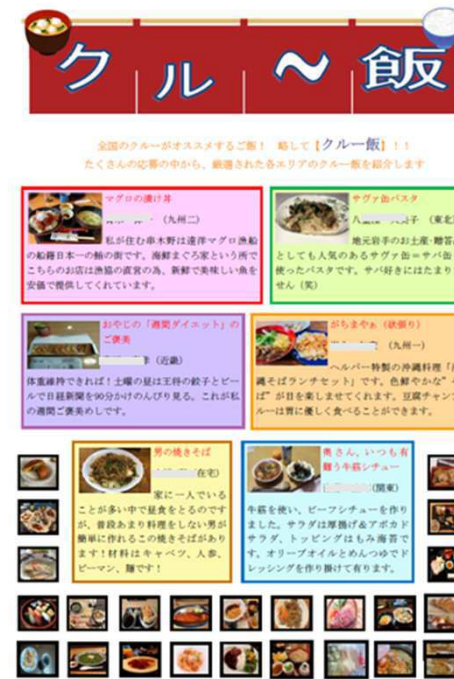 クル～飯
全国のクルーがオススメするご飯！ 略して【クルー飯】！！
たくさんの応募の中から、厳選された各エリアのクルー飯を紹介します
マグロの漬け丼
（九州二）
私が住む串木野は遠洋マグロ漁船
の船籍日本一の鮪の街です。海鮮まぐろ家という所で
こちらのお店は漁協の直営の為、新鮮で美味しい魚を
安価で提供してくれています。
サヴァ缶パスタ
（東北
地元岩手のお土産・贈答
としても人気のあるサヴァ缶＝サバ缶
使ったパスタです。サバ好きにはたまり
せん（笑）
おやじの「週間ダイエット」の
ご褒美
（近畿）
体重維持できれば！土曜の昼は王将の餃子とビー
ルで日経新聞を90分かけのんびり見る。これが私
の週間ご褒美めしです。
がちまやぁ（欲張り）
（九州一）
ヘルパー特製の沖縄料理「
縄そばランチセット」です。色鮮やかな"
ば"が目を楽しませてくれます。豆腐チャンプ
ルーは胃に優しく食べることができます。
男の焼きそば
在宅）
家に一人でいる
ことが多い中で昼食をとるのです
が、普段あまり料理をしない男が
簡単に作れるこの焼きそばがあり
ます！材料はキャベツ、人参、
ピーマン、麺です！
奥さん、いつも有
難う牛筋シチュー
（関東）
牛筋を使い、ビーフシチューを作り
ました。サラダは厚揚げ＆アボカド
サラダ、トッピングはもみ海苔で
す。オリーブオイルとめんつゆでド
レッシングを作り掛けて有ります。